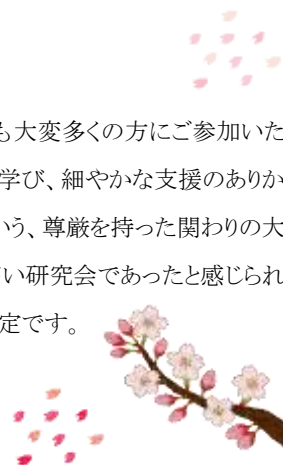 も大変多くの方にご参加いた
学び、細やかな支援のありか
いう、尊厳を持った関わりの大
い研究会であったと感じられ
定です。